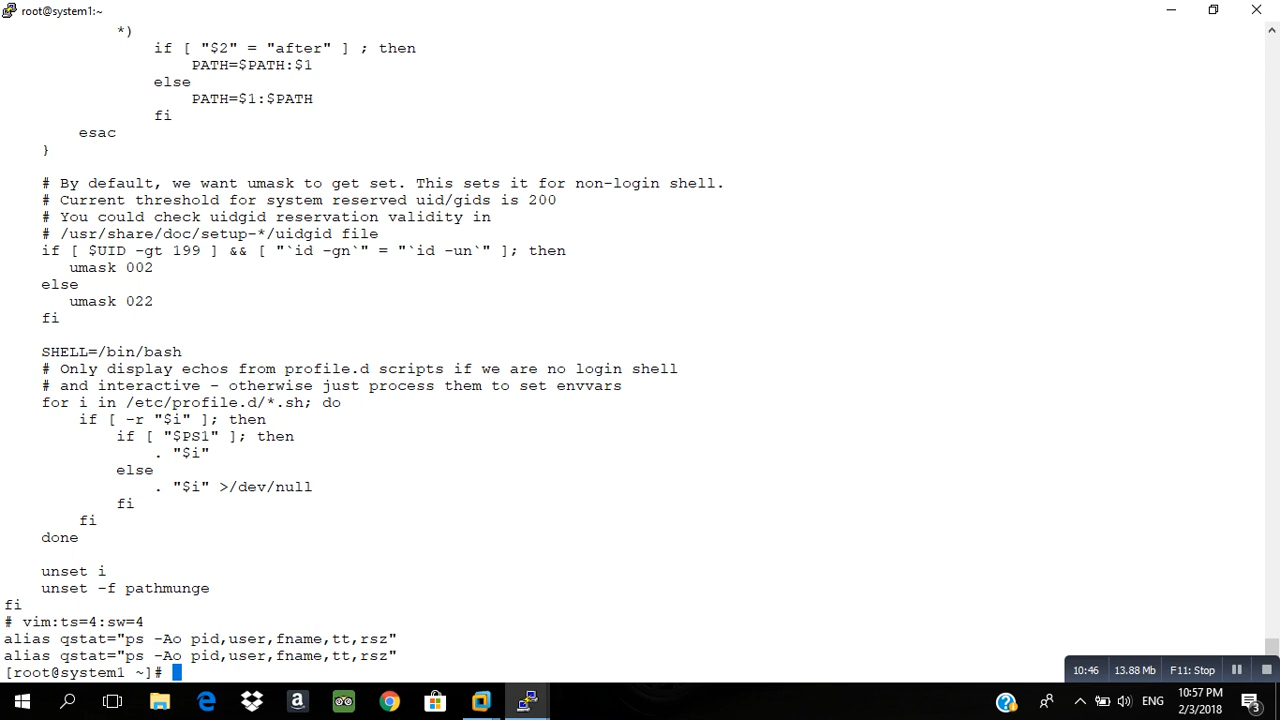 root@system1:~
            *)
                if [ "$2" = "after" ] ; then
                    PATH=$PATH:$1
                else
                    PATH=$1:$PATH
                fi
        esac
    }

    # By default, we want umask to get set. This sets it for non-login shell.
    # Current threshold for system reserved uid/gids is 200
    # You could check uidgid reservation validity in
    # /usr/share/doc/setup-*/uidgid file
    if [ $UID -gt 199 ] && [ "`id -gn`" = "`id -un`" ]; then
       umask 002
    else
       umask 022
    fi

    SHELL=/bin/bash
    # Only display echos from profile.d scripts if we are no login shell
    # and interactive - otherwise just process them to set envvars
    for i in /etc/profile.d/*.sh; do
        if [ -r "$i" ]; then
            if [ "$PS1" ]; then
                . "$i"
            else
                . "$i" >/dev/null
            fi
        fi
    done

    unset i
    unset -f pathmunge
fi
# vim:ts=4:sw=4
alias qstat="ps -Ao pid,user,fname,tt,rsz"
alias qstat="ps -Ao pid,user,fname,tt,rsz"
[root@system1 ~]#
10:46 13.88 Mb F11: Stop
ENG
10:57 PM
2/3/2018
3